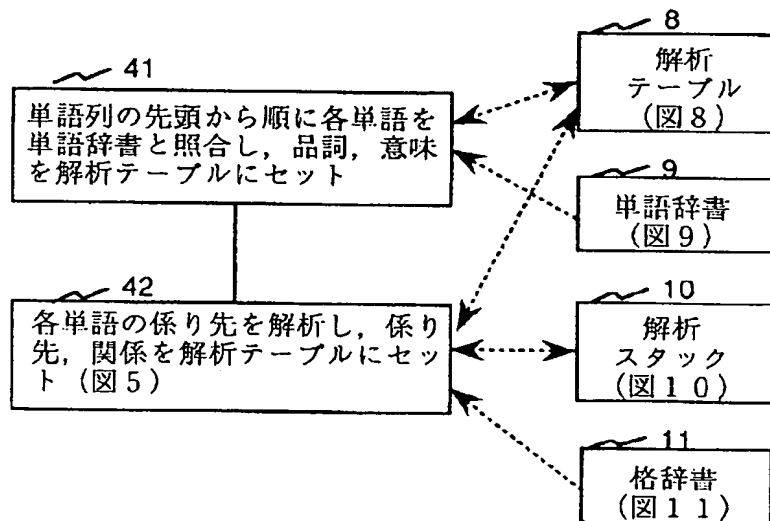 41
単語列の先頭から順に各単語を
単語辞書と照合し，品詞，意味
を解析テーブルにセット
8
解析
テーブル
(図8)
9
単語辞書
(図9)
42
各単語の係り先を解析し，係り
先，関係を解析テーブルにセッ
ト (図5)
10
解析
スタック
(図10)
11
格辞書
(図11)